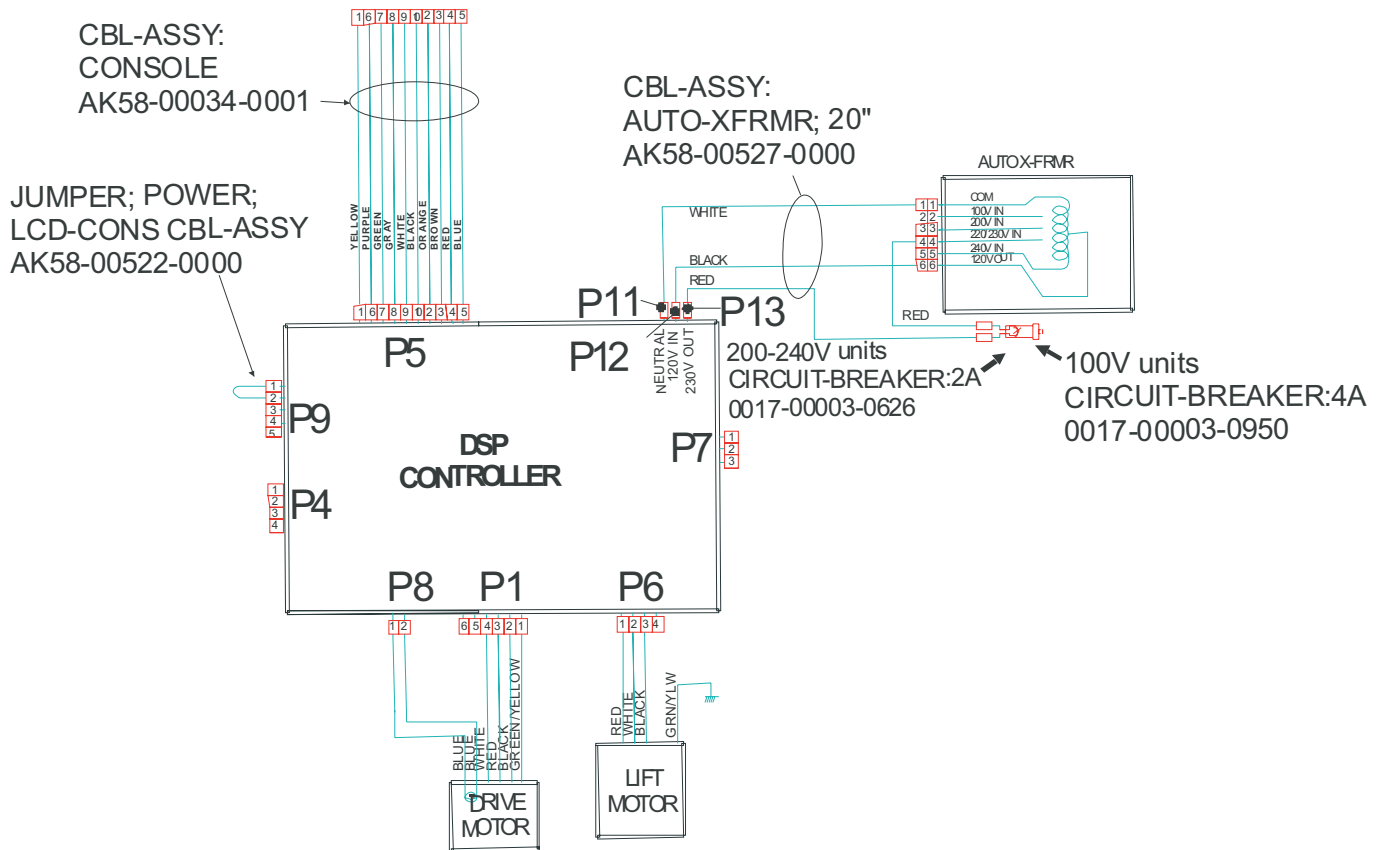 1 6 7 8 9 0 2 3 4 5
CBL-ASSY:
CONSOLE
AK58-00034-0001
YELLOW
PURPLE
GREEN
GRAY
WHITE
BLACK
ORANGE
BROWN
RED
BLUE
1 6 7 8 9 0 2 3 4 5
JUMPER; POWER;
LCD-CONS CBL-ASSY
AK58-00522-0000
CBL-ASSY:
AUTO-XFRMR; 20"
AK58-00527-0000
AUTO X-FRMR
1 1 COM
2 2 100V IN
3 3 200V IN
4 4 220/230V IN
5 5 240V IN
6 6 120V OUT
WHITE
BLACK
RED
RED
P11
P12
P13
NEUTRAL
120V IN
230V OUT
200-240V units
CIRCUIT-BREAKER:2A
0017-00003-0626
100V units
CIRCUIT-BREAKER:4A
0017-00003-0950
P5
P9
1
2
3
4
5
P4
1
2
3
4
DSP
CONTROLLER
P7
1
2
3
P8
P1
P6
1 2
6 5 4 3 2 1
1 2 3 4
BLUE
BLUE
WHITE
RED
BLACK
GREEN/YELLOW
RED
WHITE
BLACK
GRN/YLW
DRIVE
MOTOR
LIFT
MOTOR